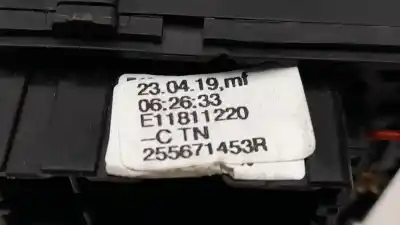 23.04.19,mf
06:26:33
E11811220
-C TN
255671453R